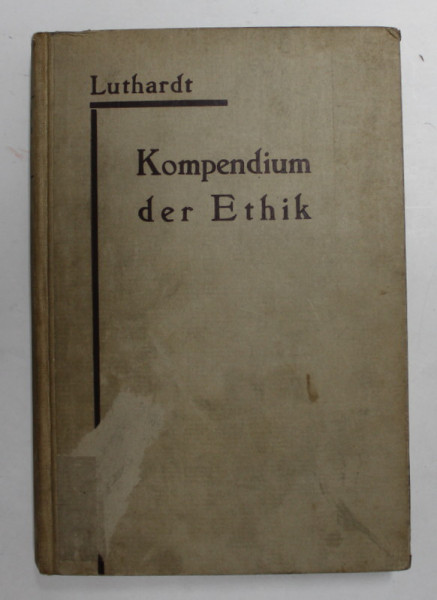 Luthardt
Kompendium
der Ethik